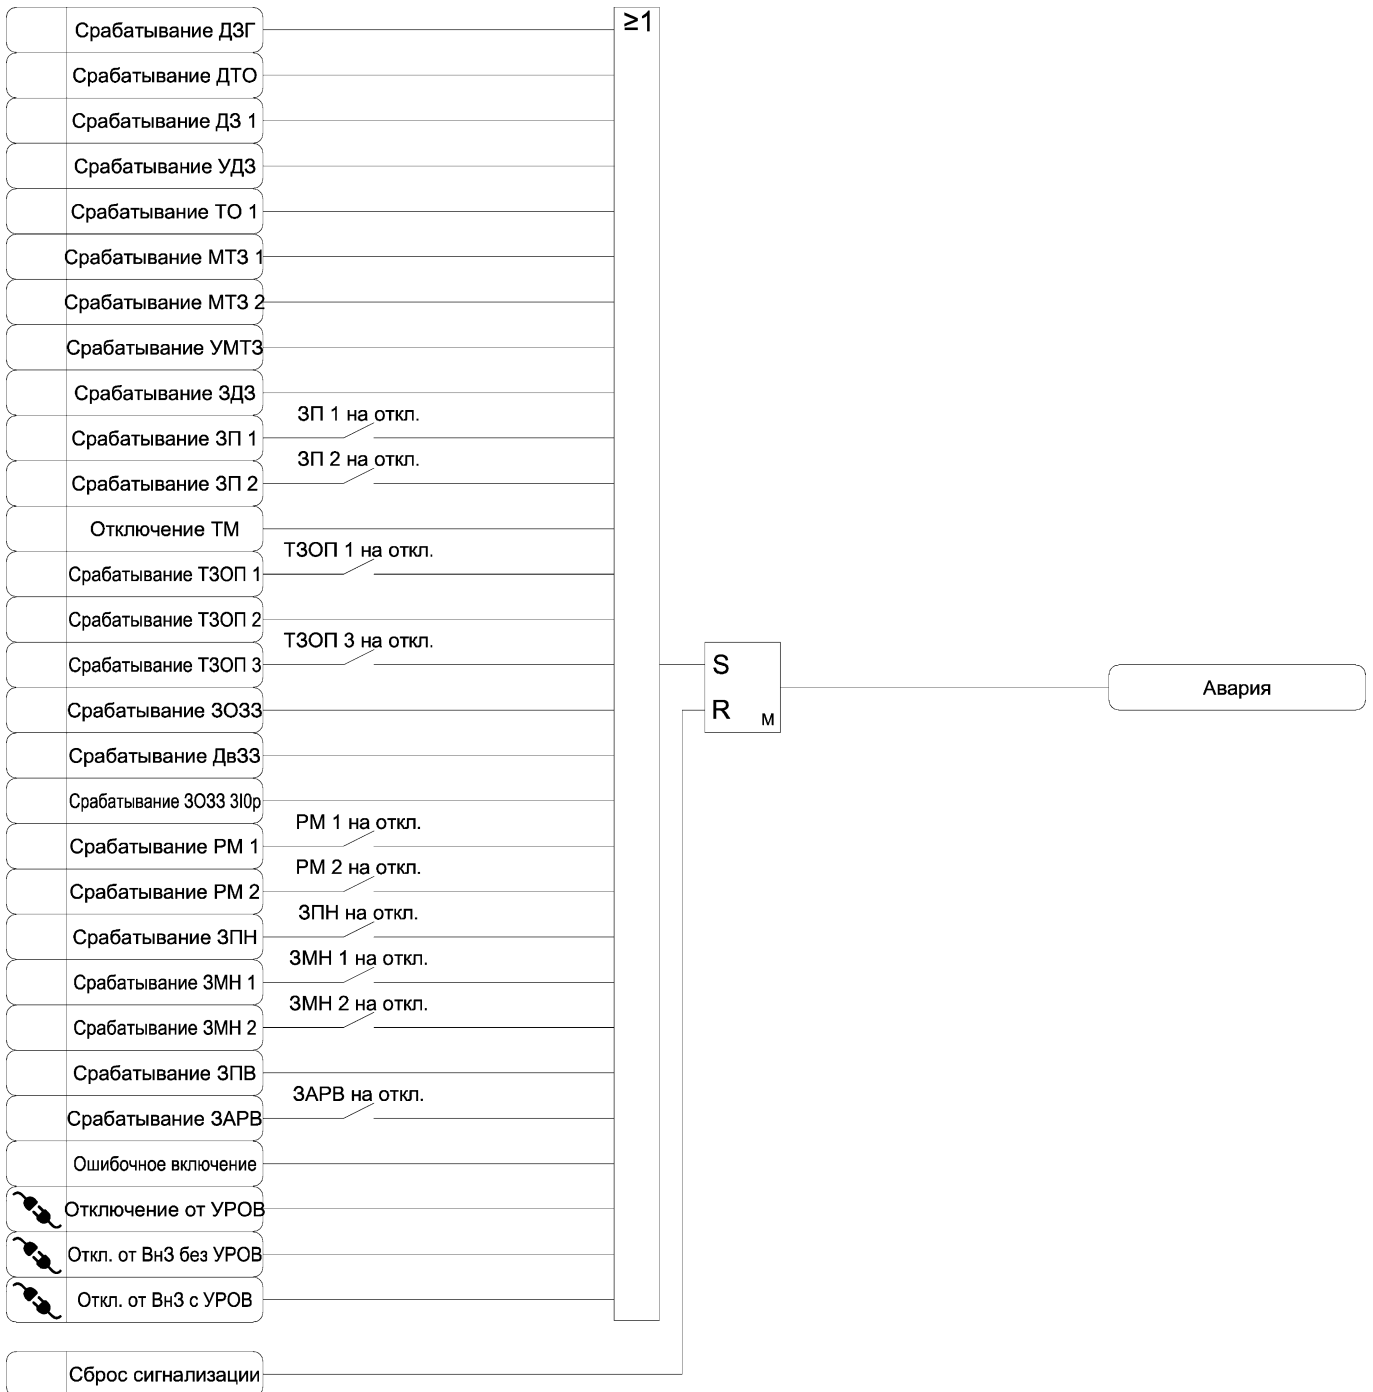 Срабатывание ДЗГ
≥1
Срабатывание ДТО
Срабатывание ДЗ 1
Срабатывание УДЗ
Срабатывание ТО 1
Срабатывание МТЗ 1
Срабатывание МТЗ 2
Срабатывание УМТЗ
Срабатывание ЗДЗ
ЗП 1 на откл.
Срабатывание ЗП 1
ЗП 2 на откл.
Срабатывание ЗП 2
Отключение ТМ
ТЗОП 1 на откл.
Срабатывание ТЗОП 1
Срабатывание ТЗОП 2
ТЗОП 3 на откл.
Срабатывание ТЗОП 3
S
Авария
Срабатывание ЗОЗЗ
R
М
Срабатывание ДвЗЗ
Срабатывание ЗОЗЗ 3I0р
РМ 1 на откл.
Срабатывание РМ 1
РМ 2 на откл.
Срабатывание РМ 2
ЗПН на откл.
Срабатывание ЗПН
ЗМН 1 на откл.
Срабатывание ЗМН 1
ЗМН 2 на откл.
Срабатывание ЗМН 2
Срабатывание ЗПВ
ЗАРВ на откл.
Срабатывание ЗАРВ
Ошибочное включение
Отключение от УРОВ
Откл. от ВнЗ без УРОВ
Откл. от ВнЗ с УРОВ
Сброс сигнализации